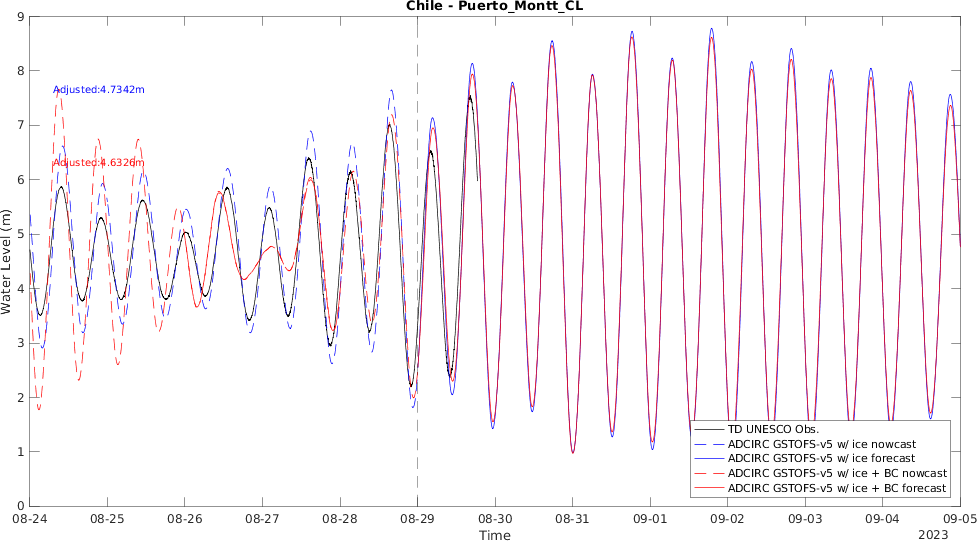 Chile - Puerto_Montt_CL
9
8
7
6
5
4
3
2
1
0
Water Level (m)
Adjusted:4.7342m
Adjusted:4.6326m
TD UNESCO Obs.
ADCIRC GSTOFS-v5 w/ ice nowcast
ADCIRC GSTOFS-v5 w/ ice forecast
ADCIRC GSTOFS-v5 w/ ice + BC nowcast
ADCIRC GSTOFS-v5 w/ ice + BC forecast
08-24 08-25 08-26 08-27 08-28 08-29 08-30 08-31 09-01 09-02 09-03 09-04 09-05
Time
2023